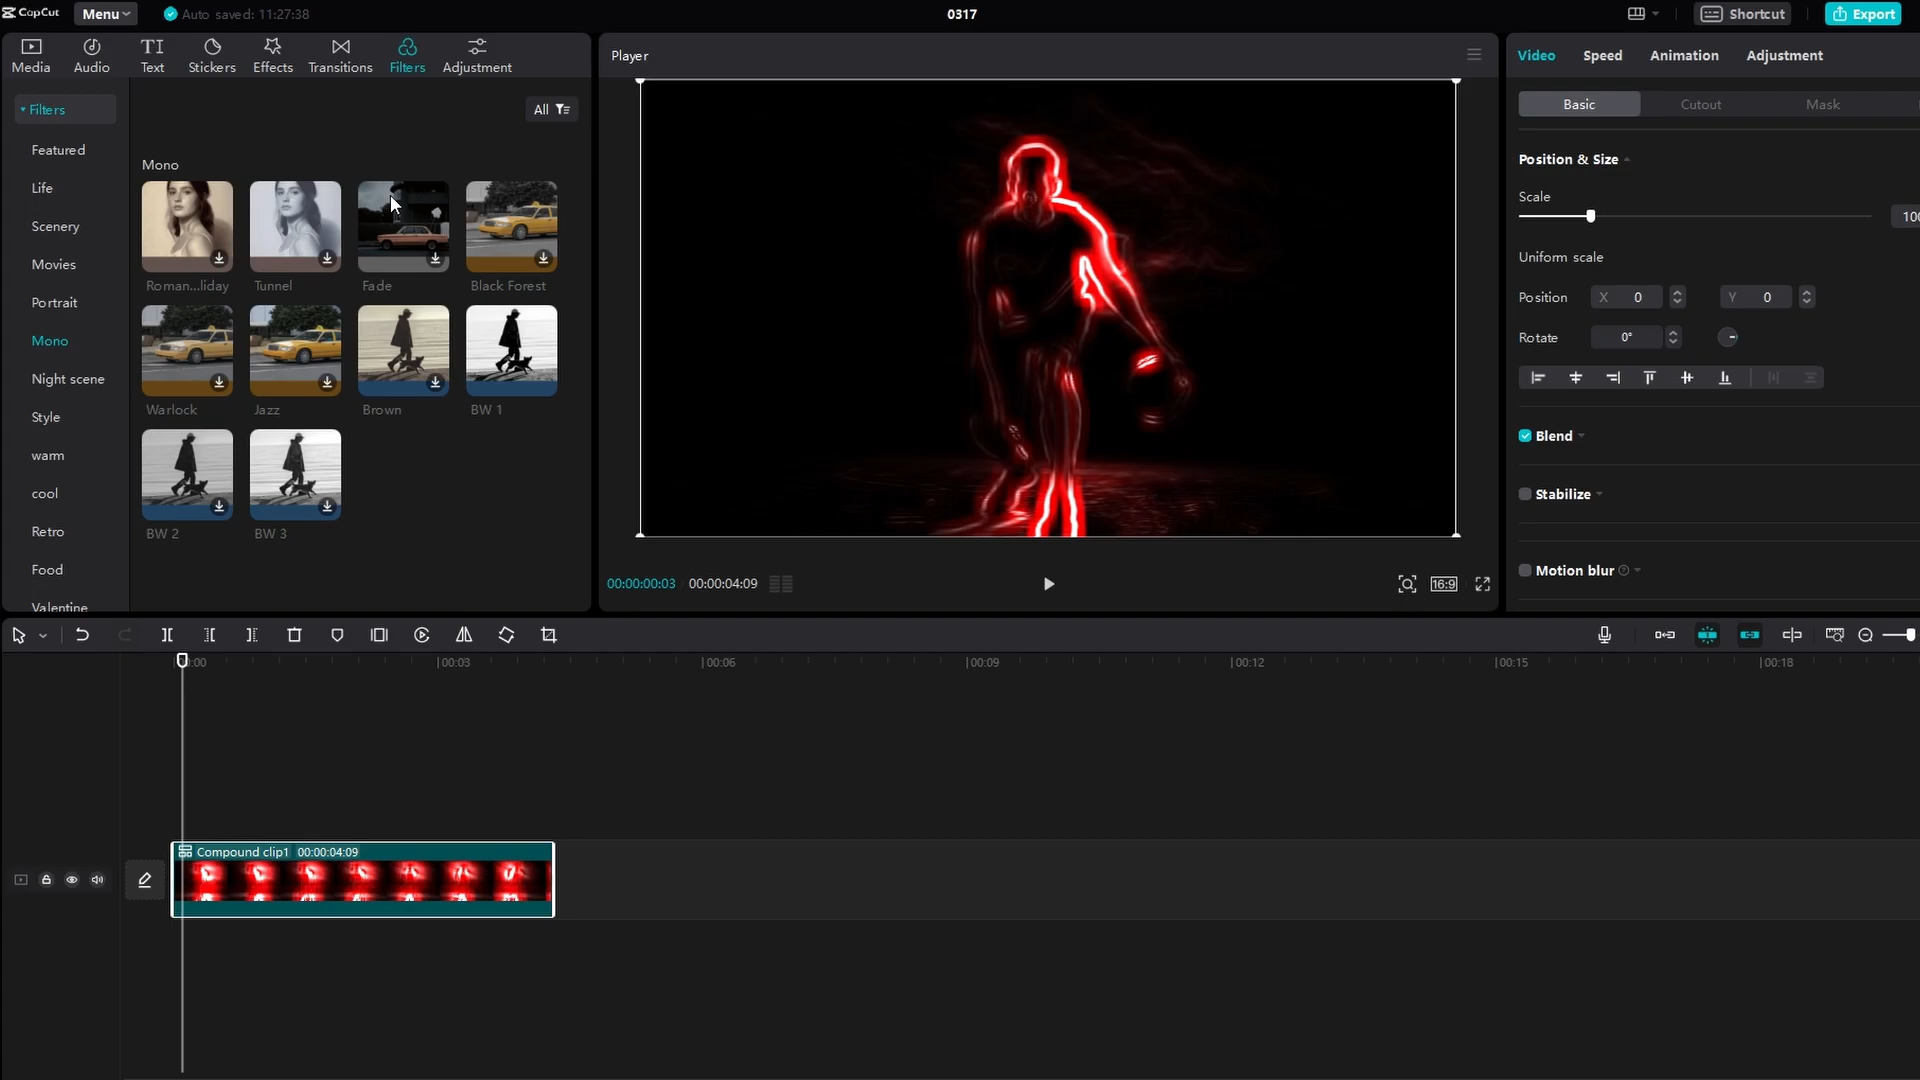 CapCut
Menu
Auto saved: 11:27:38
0317
Shortcut
Export
Media
Audio
TI
Text
Stickers
Effects
Transitions
Filters
Adjustment
Filters
Featured
Life
Scenery
Movies
Portrait
Mono
Night scene
Style
warm
cool
Retro
Food
Valentine
All
Mono
Roman...liday
Tunnel
Fade
Black Forest
Warlock
Jazz
Brown
BW 1
BW 2
BW 3
Player
00:00:00:03
00:00:04:09
16:9
Video
Speed
Animation
Adjustment
Basic
Cutout
Mask
Position & Size
Scale
Uniform scale
Position
X 0
Y 0
Rotate
0°
Blend
Stabilize
Motion blur
00:03
00:06
00:09
00:12
00:15
00:18
Compound clip1 00:00:04:09